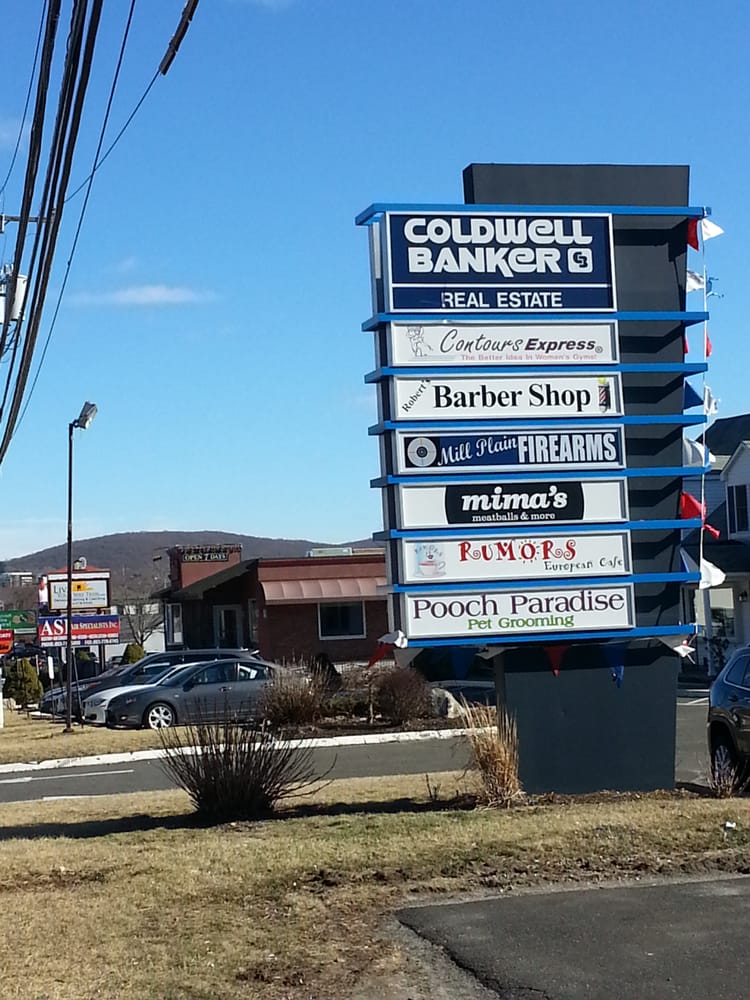 COLDWELL
BANKER CB
REAL ESTATE
Contours Express®
The Better Idea In Women's Gyms!
Robert's Barber Shop
Mill Plain FIREARMS
mima's
meatballs & more
RUMORS
European Cafe
Pooch Paradise
Pet Grooming
OPEN 7 DAYS